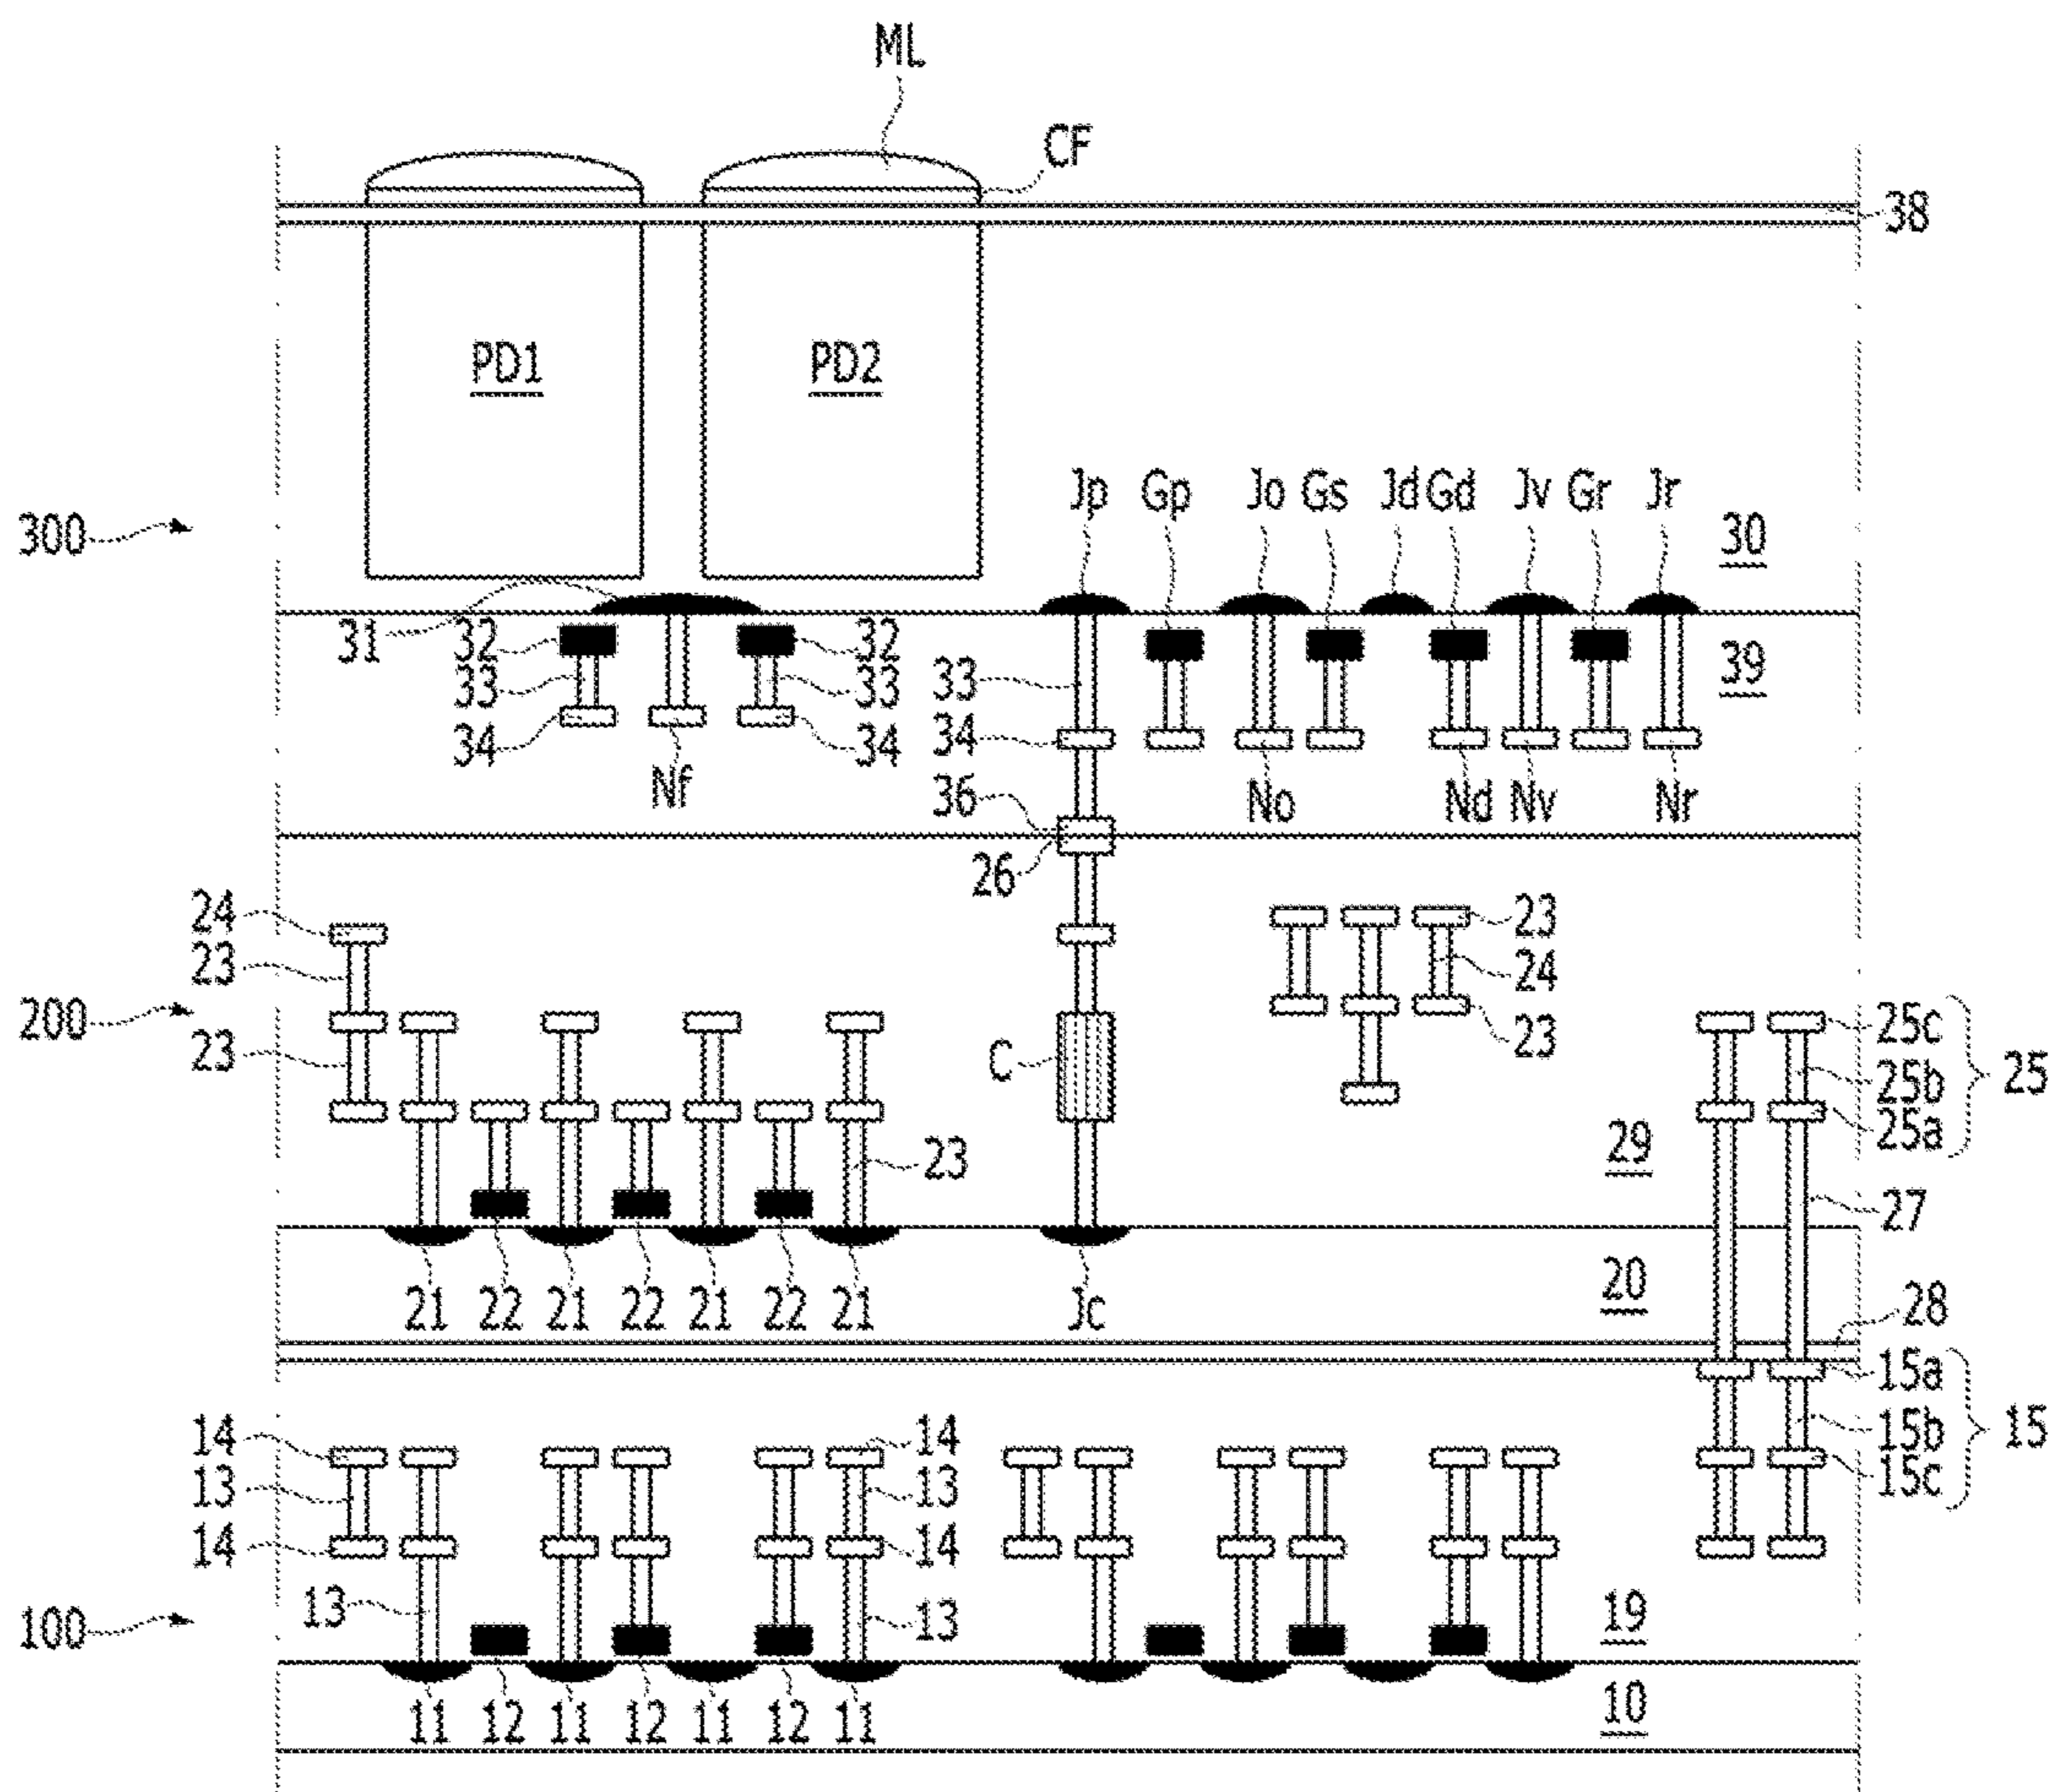 ML
CF
38
PD1 PD2
Jp Gp Jo Gs Jd Gd Jv Gr Jr
300 30
31 32 32 39
33 33 33
34 34 34
Nf 36 No Nd Nv Nr
26
24 23
23 24
200 25c
23 C 23 25b 25
25a
23 29
27
20
21 22 21 22 21 22 21 Jc 28
15a
14 14 15b 15
13 13 15c
14 14
13 13 19
100
11 12 11 12 11 12 11 10